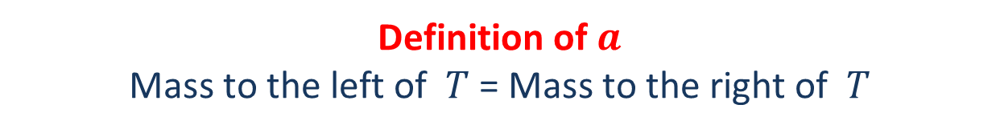 Definition of a
Mass to the left of T = Mass to the right of T